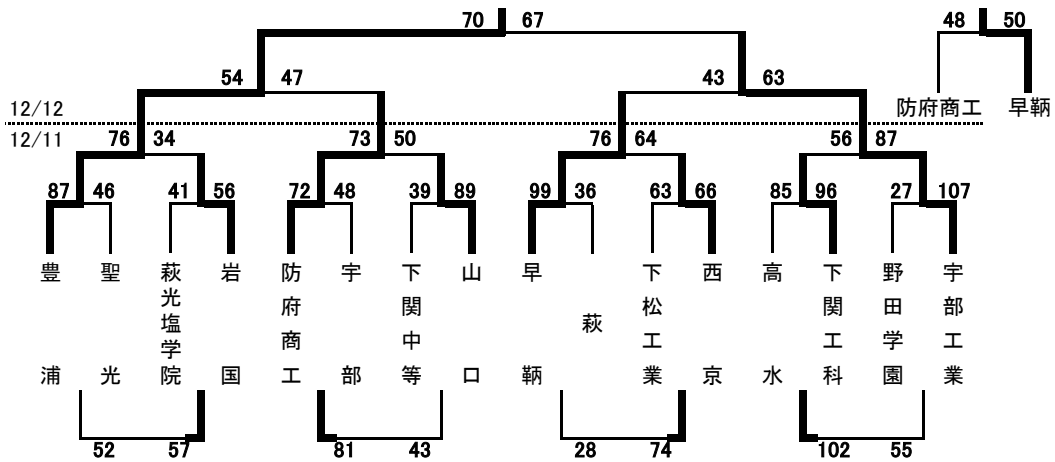 70 67
48 50
54 47
43 63
防府商工 早鞆
12/12
12/11
76 34
73 50
76 64
56 87
87 46
41 56
72 48
39 89
99 36
63 66
85 96
27 107
豊浦
聖光
萩光塩学院
岩国
防府商工
宇部
下関中等
山口
早鞆
萩
下松工業
西京
高水
下関工科
野田学園
宇部工業
52 57
81 43
28 74
102 55